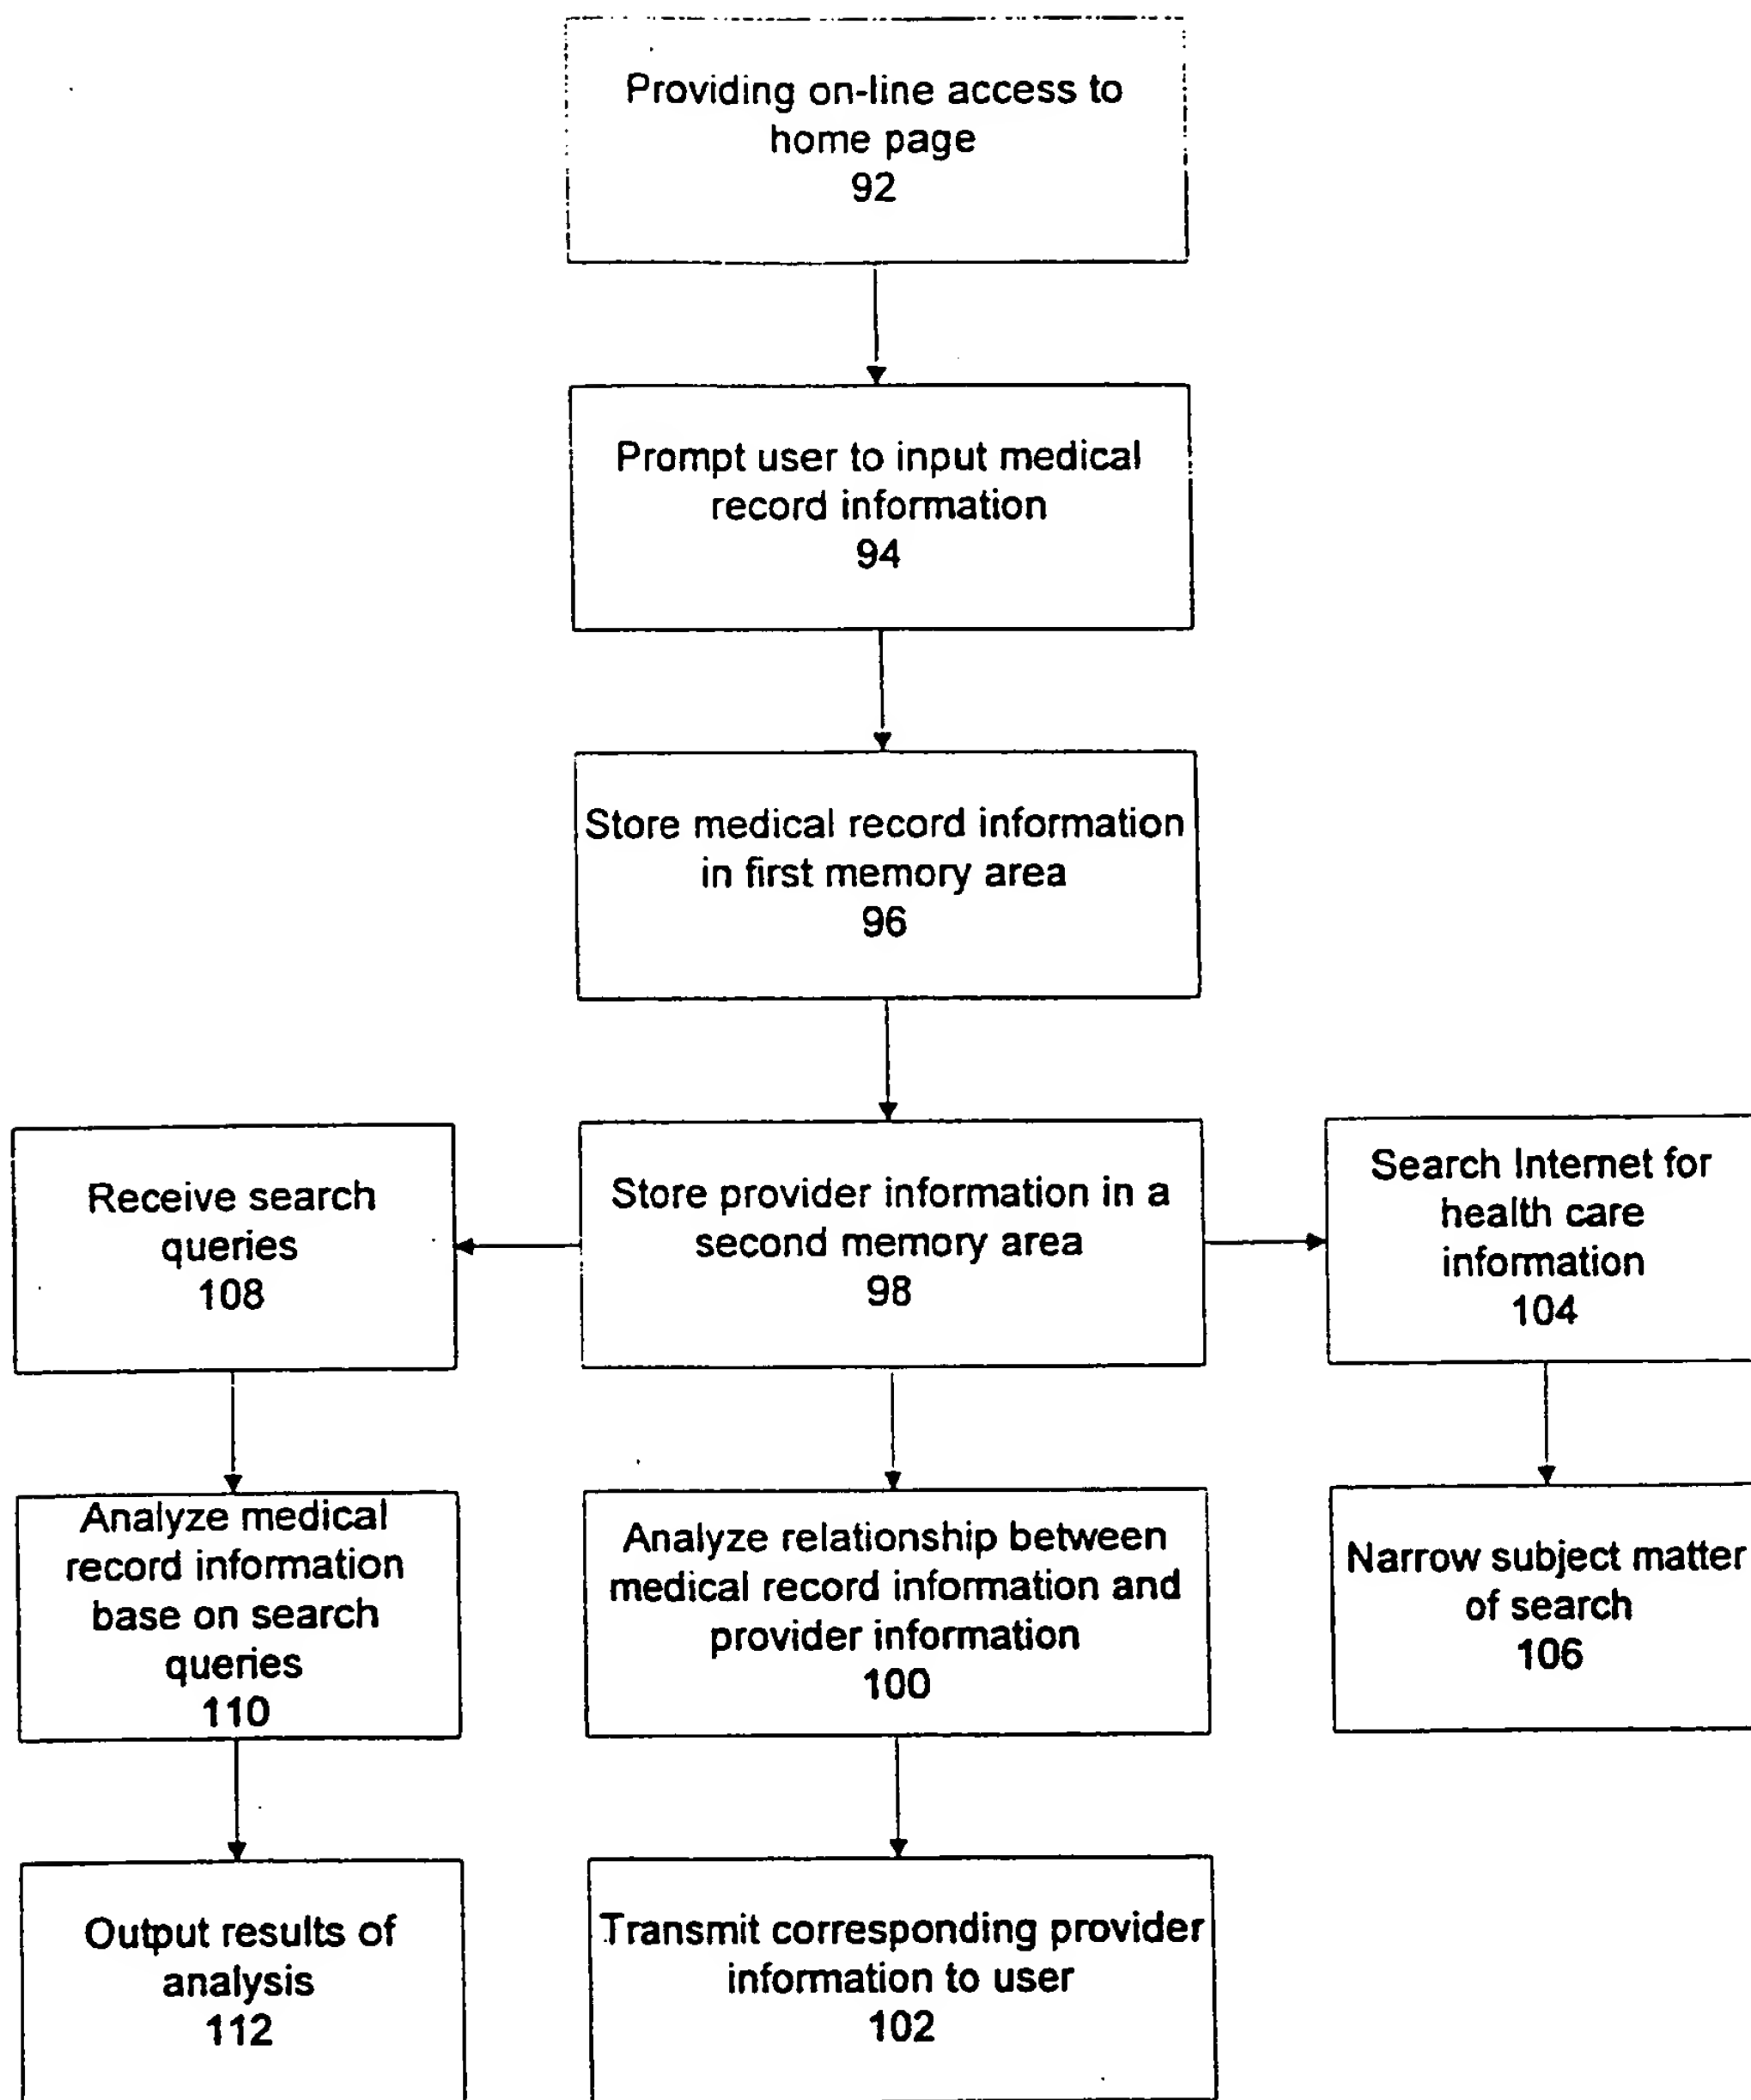 Providing on-line access to
home page
92
Prompt user to input medical
record information
94
Store medical record information
in first memory area
96
Receive search
queries
108
Store provider information in a
second memory area
98
Search Internet for
health care
information
104
Analyze medical
record information
base on search
queries
110
Analyze relationship between
medical record information and
provider information
100
Narrow subject matter
of search
106
Output results of
analysis
112
Transmit corresponding provider
information to user
102